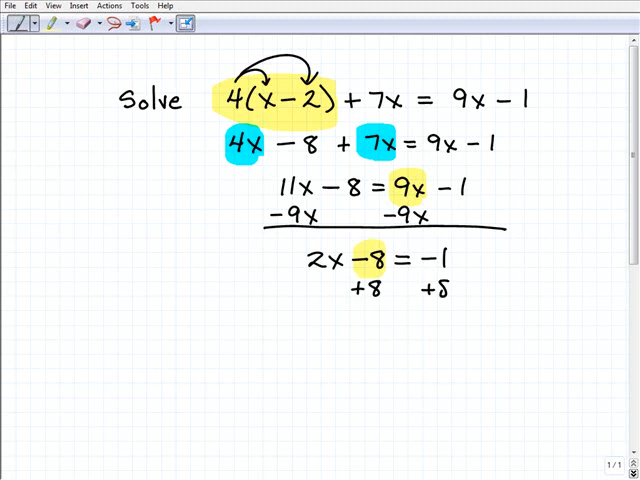 File Edit View Insert Actions Tools Help
Solve 4(x-2) + 7x = 9x - 1
4x - 8 + 7x = 9x - 1
11x - 8 = 9x - 1
-9x -9x
2x - 8 = -1
+8 +8
1 / 1